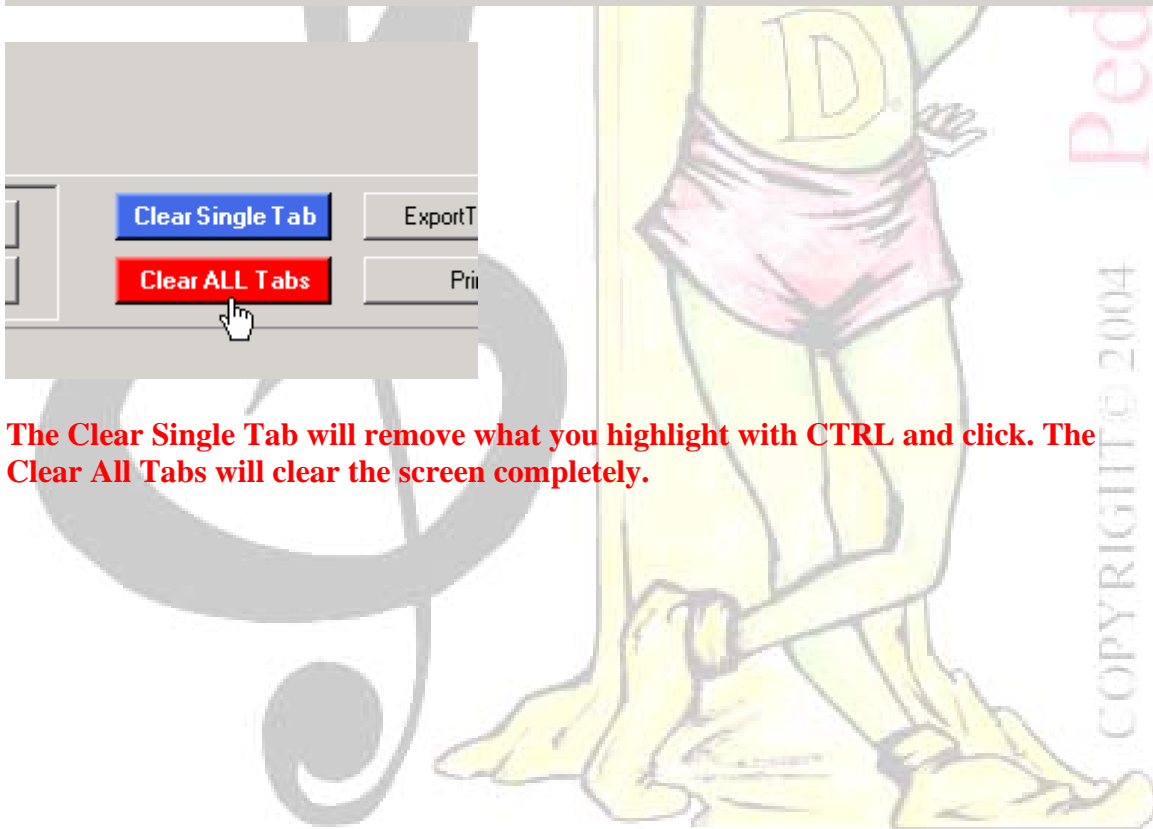 Clear Single Tab
ExportT
Clear ALL Tabs
Pri
The Clear Single Tab will remove what you highlight with CTRL and click. The
Clear All Tabs will clear the screen completely.
D
Ped
COPYRIGHT© 2004